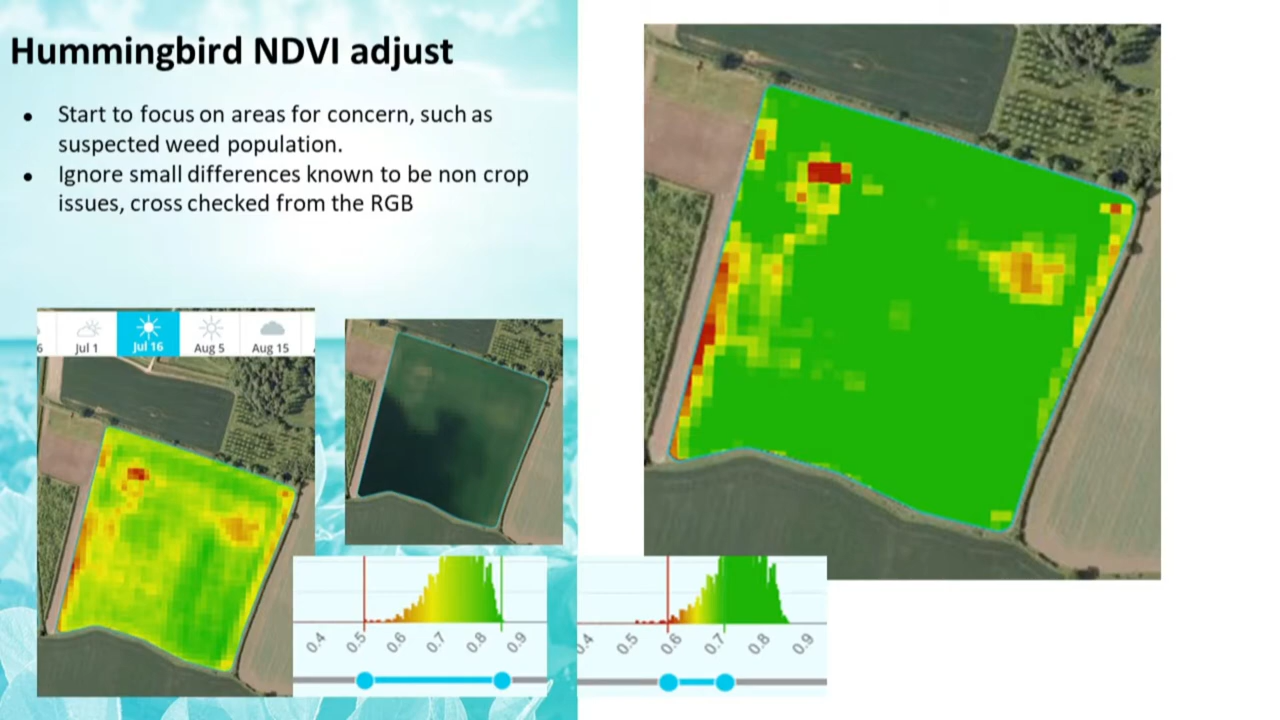 Hummingbird NDVI adjust
• Start to focus on areas for concern, such as
suspected weed population.
• Ignore small differences known to be non crop
issues, cross checked from the RGB
6 Jul 1 Jul 16 Aug 5 Aug 15
0.4 0.5 0.6 0.7 0.8 0.9
0.4 0.5 0.6 0.7 0.8 0.9